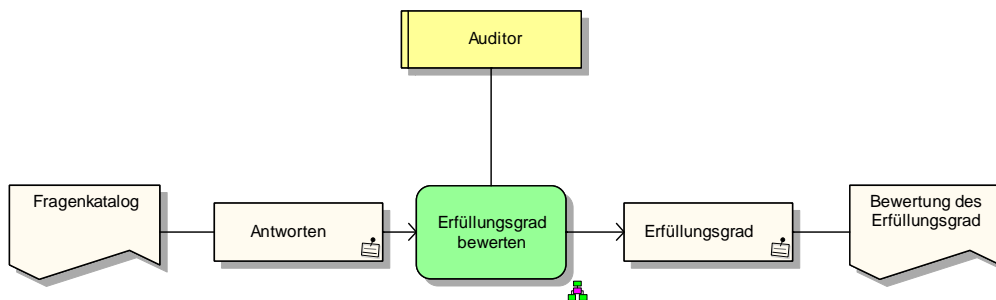 Auditor
Fragenkatalog
Antworten
Erfüllungsgrad
bewerten
Erfüllungsgrad
Bewertung des
Erfüllungsgrad